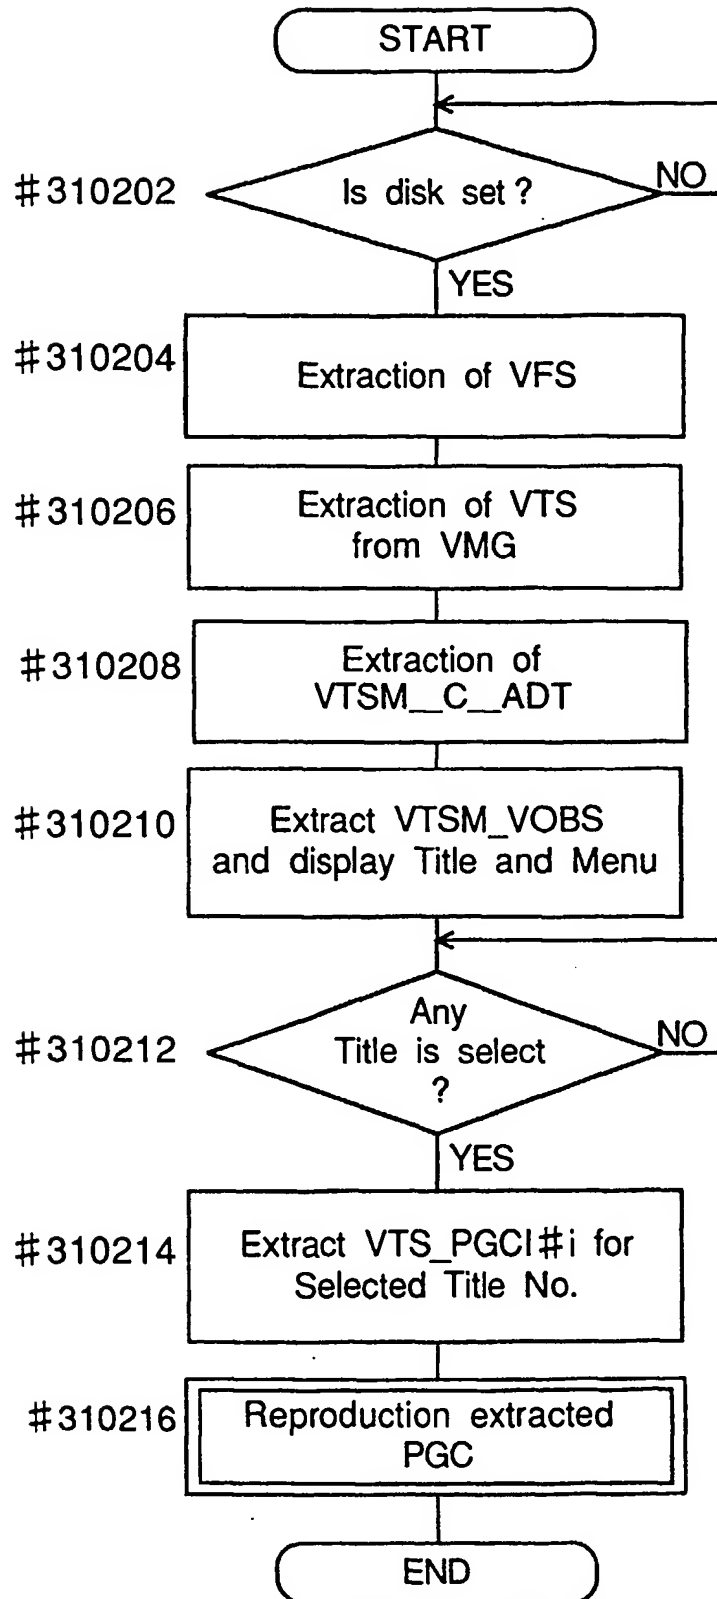 START
#310202
Is disk set ?
NO
YES
#310204
Extraction of VFS
#310206
Extraction of VTS
from VMG
#310208
Extraction of
VTSM__C__ADT
#310210
Extract VTSM_VOBS
and display Title and Menu
#310212
Any
Title is select
?
NO
YES
#310214
Extract VTS_PGCI#i for
Selected Title No.
#310216
Reproduction extracted
PGC
END